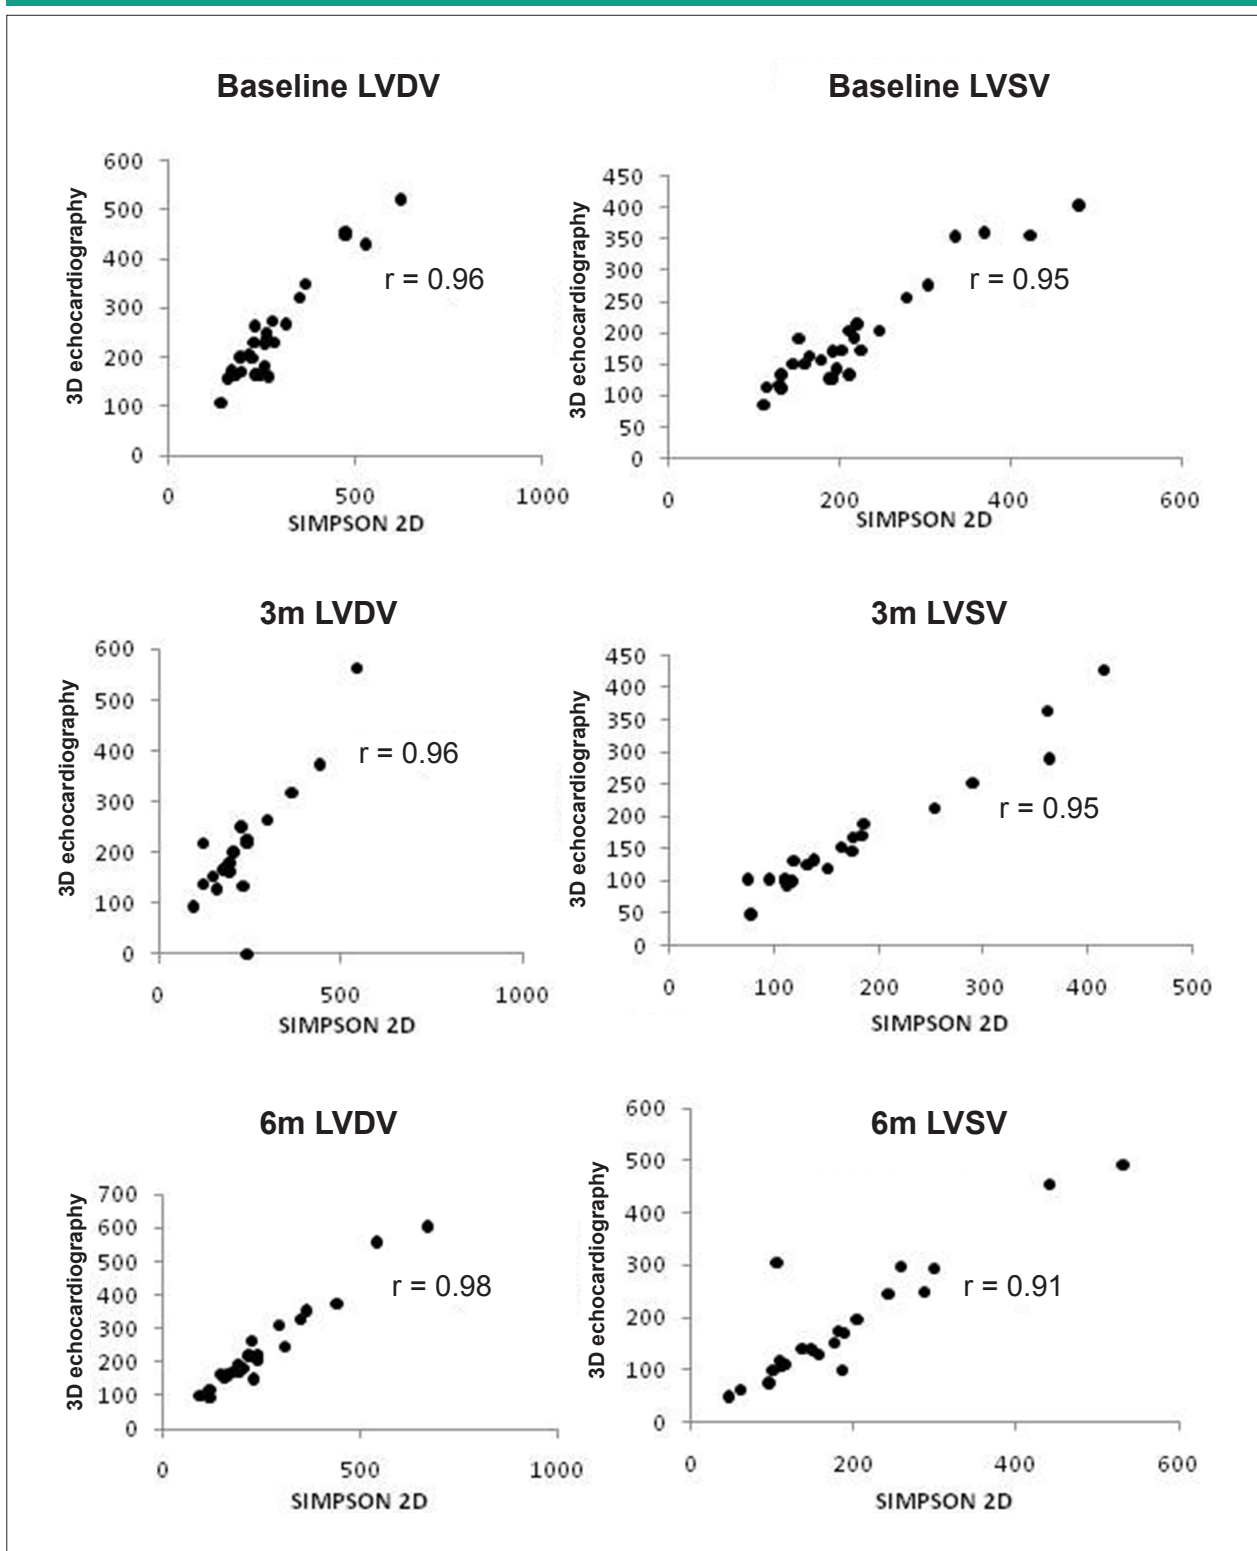 Baseline LVDV
3D echocardiography
600
500
400
300
200
100
0
r = 0.96
0 500 1000
SIMPSON 2D
Baseline LVSV
3D echocardiography
450
400
350
300
250
200
150
100
50
0
r = 0.95
0 200 400 600
SIMPSON 2D
3m LVDV
3D echocardiography
600
500
400
300
200
100
0
r = 0.96
0 500 1000
SIMPSON 2D
3m LVSV
3D echocardiography
450
400
350
300
250
200
150
100
50
0
r = 0.95
0 100 200 300 400 500
SIMPSON 2D
6m LVDV
3D echocardiography
700
600
500
400
300
200
100
0
r = 0.98
0 500 1000
SIMPSON 2D
6m LVSV
3D echocardiography
600
500
400
300
200
100
0
r = 0.91
0 200 400 600
SIMPSON 2D